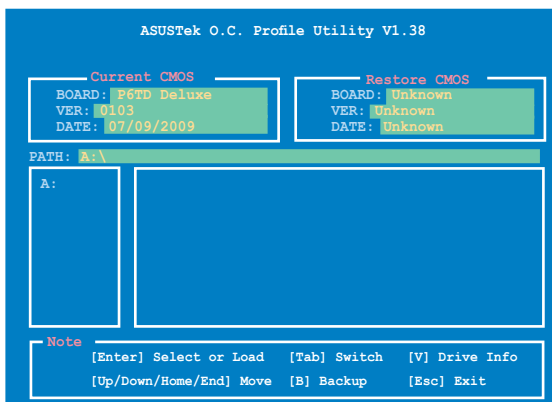 ASUSTek O.C. Profile Utility V1.38
Current CMOS
BOARD: P6TD Deluxe
VER: 0103
DATE: 07/09/2009
Restore CMOS
BOARD: Unknown
VER: Unknown
DATE: Unknown
PATH: A:\
A:
Note
[Enter] Select or Load [Tab] Switch [V] Drive Info
[Up/Down/Home/End] Move [B] Backup [Esc] Exit